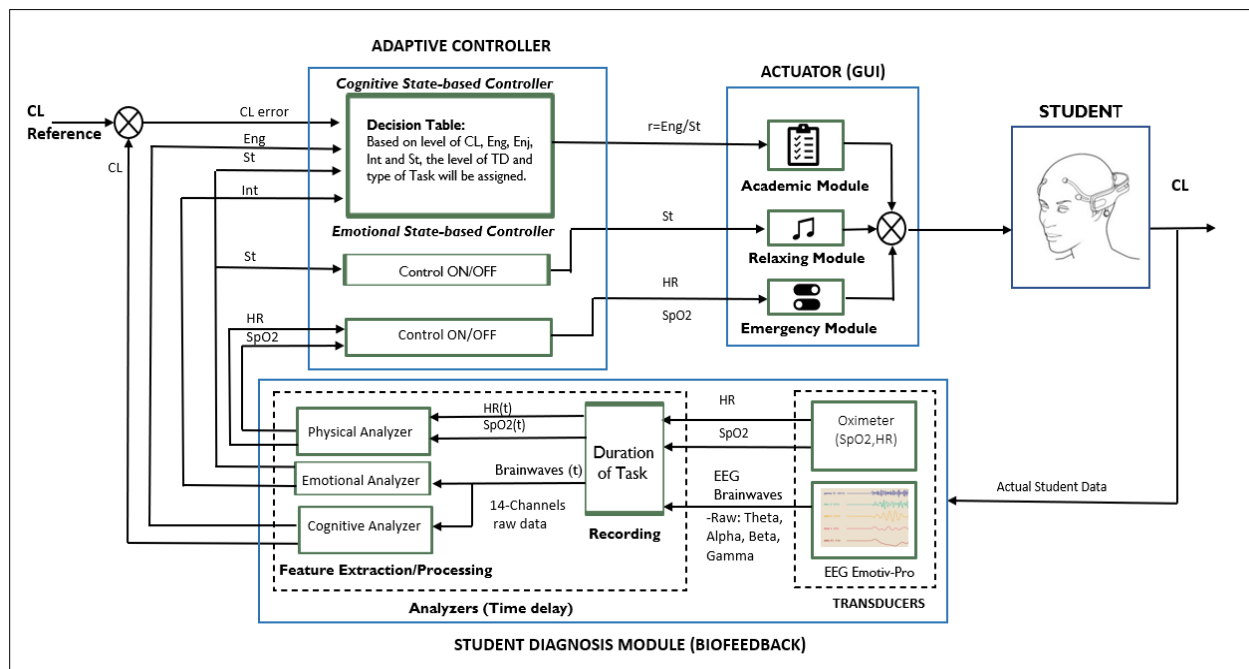 ADAPTIVE CONTROLLER
ACTUATOR (GUI)
Cognitive State-based Controller
CL
Reference
CL error
Eng
St
CL
Int
Decision Table:
Based on level of CL, Eng, Enj,
Int and St, the level of TD and
type of Task will be assigned.
r=Eng/St
Academic Module
STUDENT
CL
Emotional State-based Controller
St
Control ON/OFF
St
Relaxing Module
HR
SpO2
Control ON/OFF
HR
SpO2
Emergency Module
Physical Analyzer
HR(t)
SpO2(t)
Duration
of Task
HR
SpO2
Oximeter
(SpO2,HR)
Emotional Analyzer
Brainwaves (t)
14-Channels
raw data
EEG
Brainwaves
-Raw: Theta,
Alpha, Beta,
Gamma
Actual Student Data
Cognitive Analyzer
Recording
Feature Extraction/Processing
EEG Emotiv-Pro
TRANSDUCERS
Analyzers (Time delay)
STUDENT DIAGNOSIS MODULE (BIOFEEDBACK)